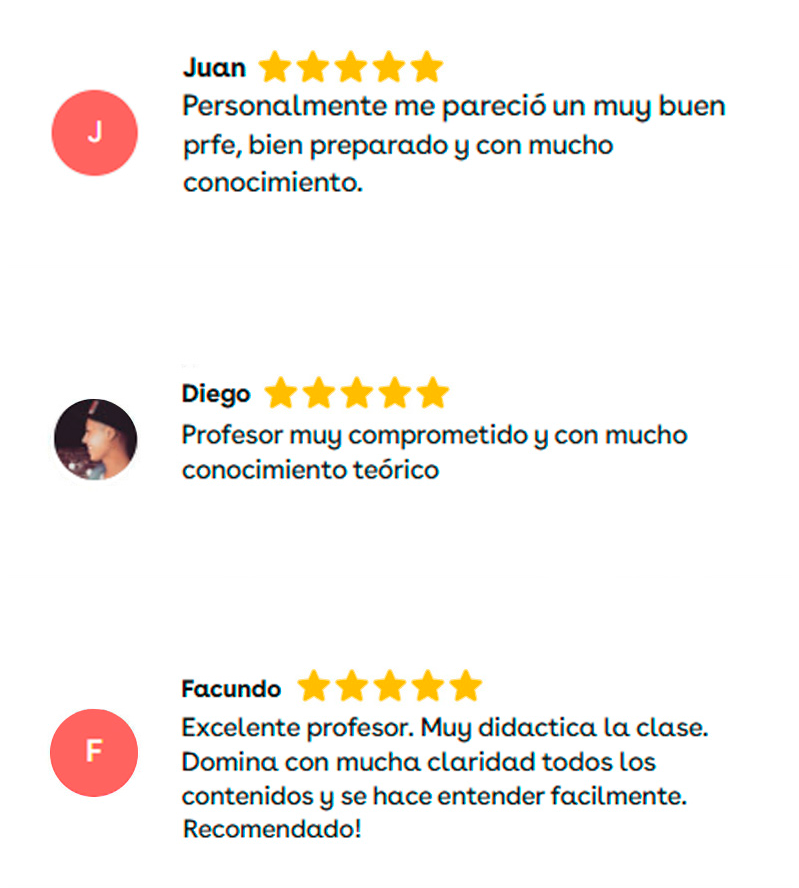 Juan
J
Personalmente me pareció un muy buen
prfe, bien preparado y con mucho
conocimiento.
Diego
Profesor muy comprometido y con mucho
conocimiento teórico
Facundo
F
Excelente profesor. Muy didactica la clase.
Domina con mucha claridad todos los
contenidos y se hace entender facilmente.
Recomendado!